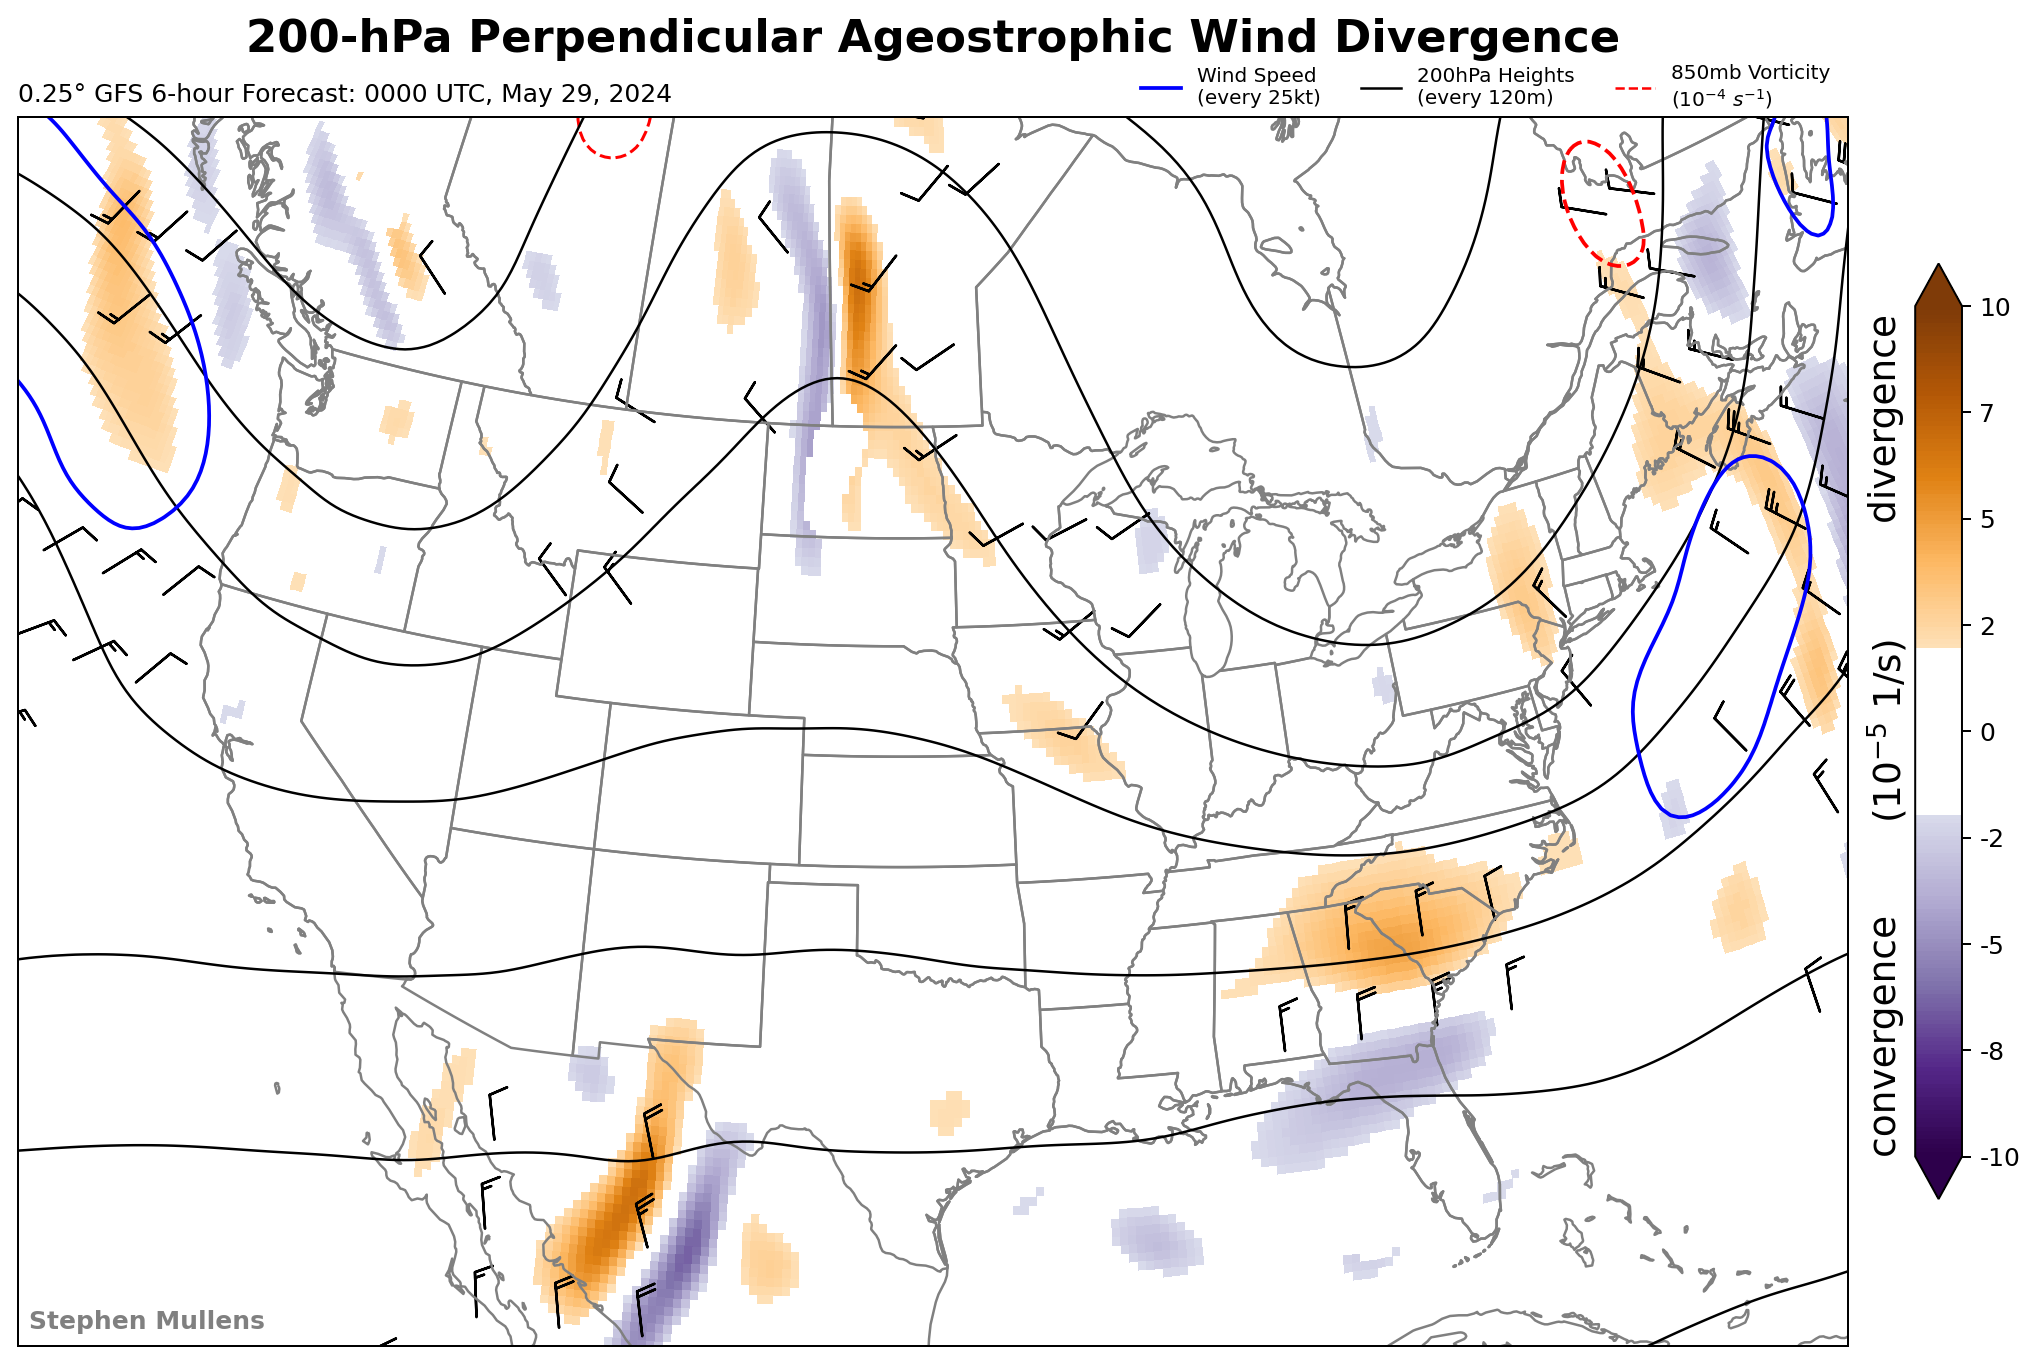 200-hPa Perpendicular Ageostrophic Wind Divergence
0.25° GFS 6-hour Forecast: 0000 UTC, May 29, 2024
Wind Speed
(every 25kt)
200hPa Heights
(every 120m)
850mb Vorticity
(10⁻⁴ s⁻¹)
10
7
5
2
0
-2
-5
-8
-10
convergence (10⁻⁵ 1/s) divergence
Stephen Mullens